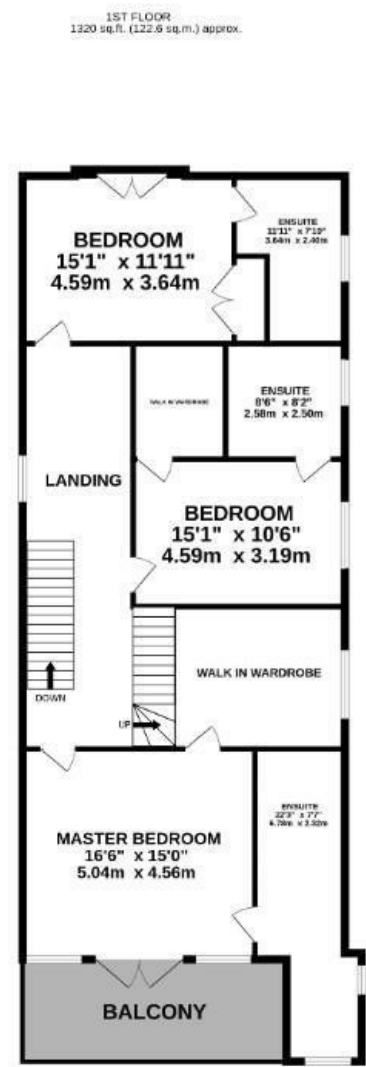 1ST FLOOR
1320 sq.ft. (122.6 sq.m.) approx.
BEDROOM
15'1" x 11'11"
4.59m x 3.64m
ENSUITE
11'11" x 7'10"
3.64m x 2.40m
WALK IN WARDROBE
ENSUITE
8'6" x 8'2"
2.58m x 2.50m
LANDING
BEDROOM
15'1" x 10'6"
4.59m x 3.19m
DOWN
UP
WALK IN WARDROBE
MASTER BEDROOM
16'6" x 15'0"
5.04m x 4.56m
ENSUITE
22'3" x 7'7"
6.78m x 2.32m
BALCONY